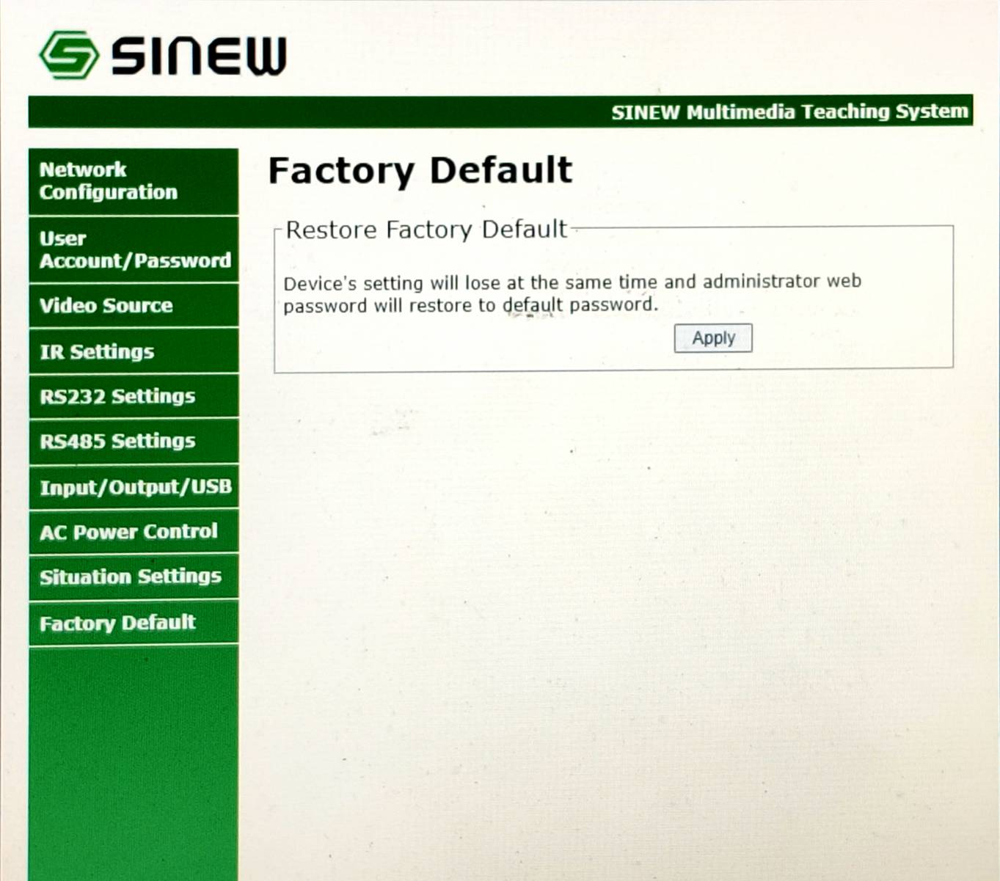 SINEW
SINEW Multimedia Teaching System
Network
Configuration
User
Account/Password
Video Source
IR Settings
RS232 Settings
RS485 Settings
Input/Output/USB
AC Power Control
Situation Settings
Factory Default
Factory Default
Restore Factory Default
Device's setting will lose at the same time and administrator web
password will restore to default password.
Apply